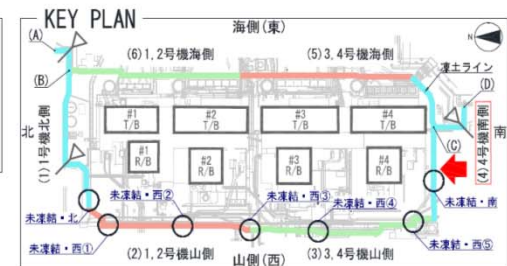 KEY PLAN
海側(東)
N
(A)
(6)1,2号機海側
(5)3,4号機海側
凍土ライン
(B)
(D)
#1
T/B
#2
T/B
#3
T/B
#4
T/B
北
南
(1)1号機北側
#1
R/B
#2
R/B
#3
R/B
#4
R/B
(C)
(4)4号機南側
未凍結・北
未凍結・西②
未凍結・西③
未凍結・西④
未凍結・南
未凍結・西①
(2)1,2号機山側
(3)3,4号機山側
未凍結・西⑤
山側(西)